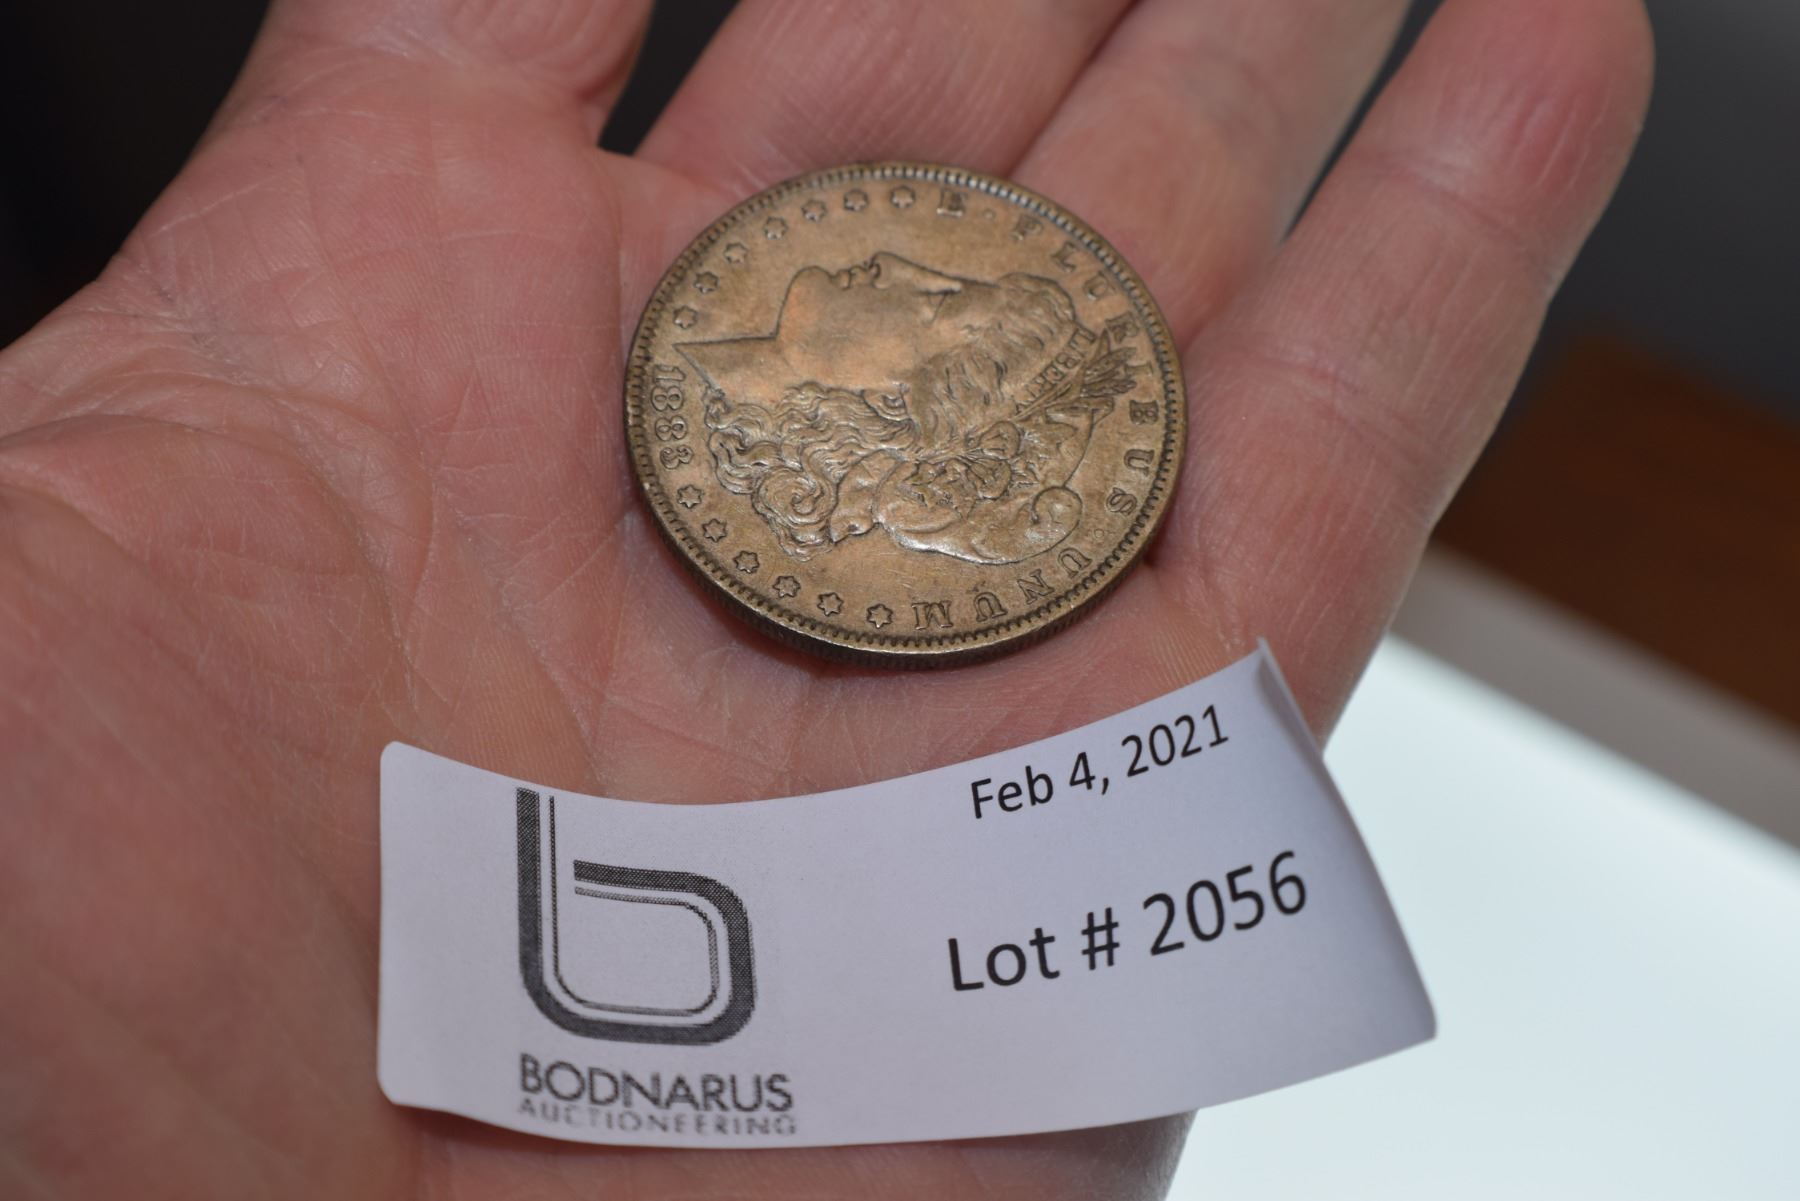 E · PLURIBUS · UNUM
LIBERTY
1883
Feb 4, 2021
Lot # 2056
BODNARUS
AUCTIONEERING